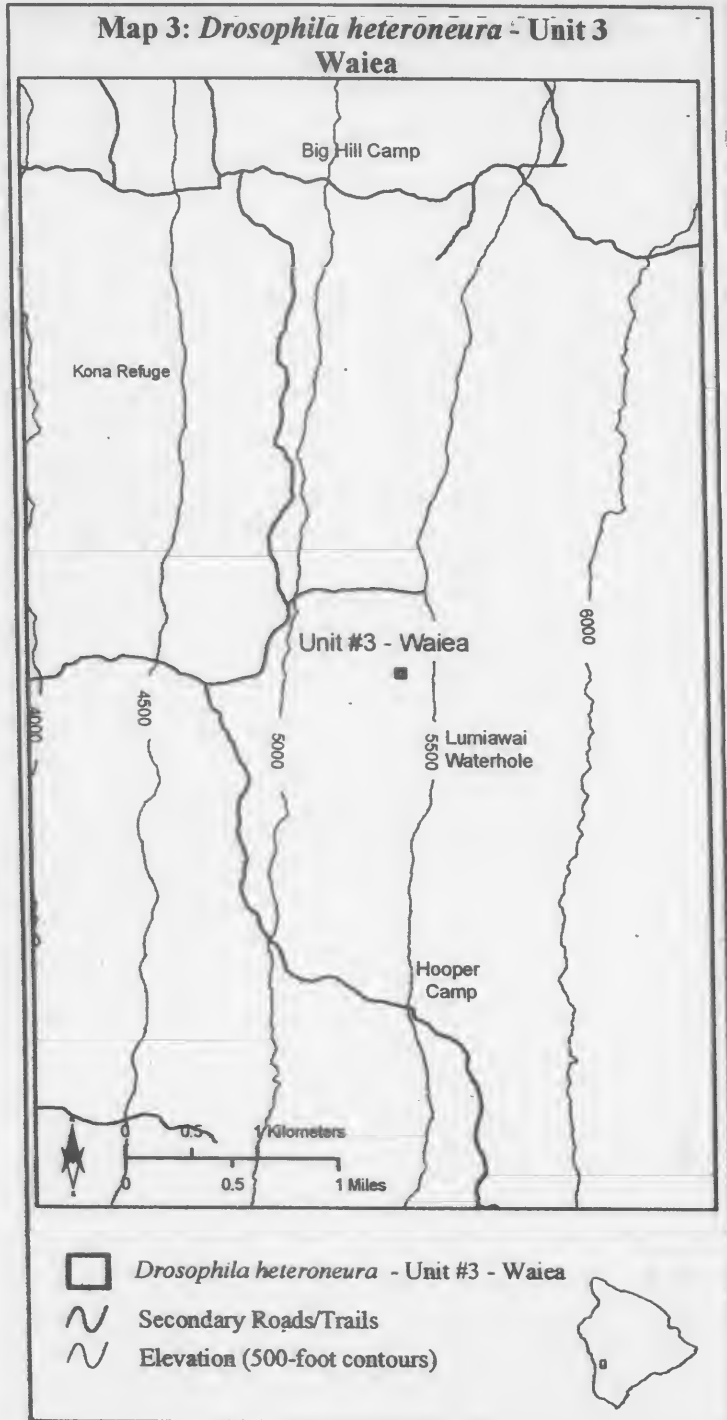 Map 3: Drosophila heteroneura - Unit 3
Waiea
Big Hill Camp
Kona Refuge
6000
Unit #3 - Waiea
4000
4500
5000
5500
Lumiawai
Waterhole
Hooper
Camp
0 0.5 1 Kilometers
0.5 1 Miles
Drosophila heteroneura - Unit #3 - Waiea
Secondary Roads/Trails
Elevation (500-foot contours)